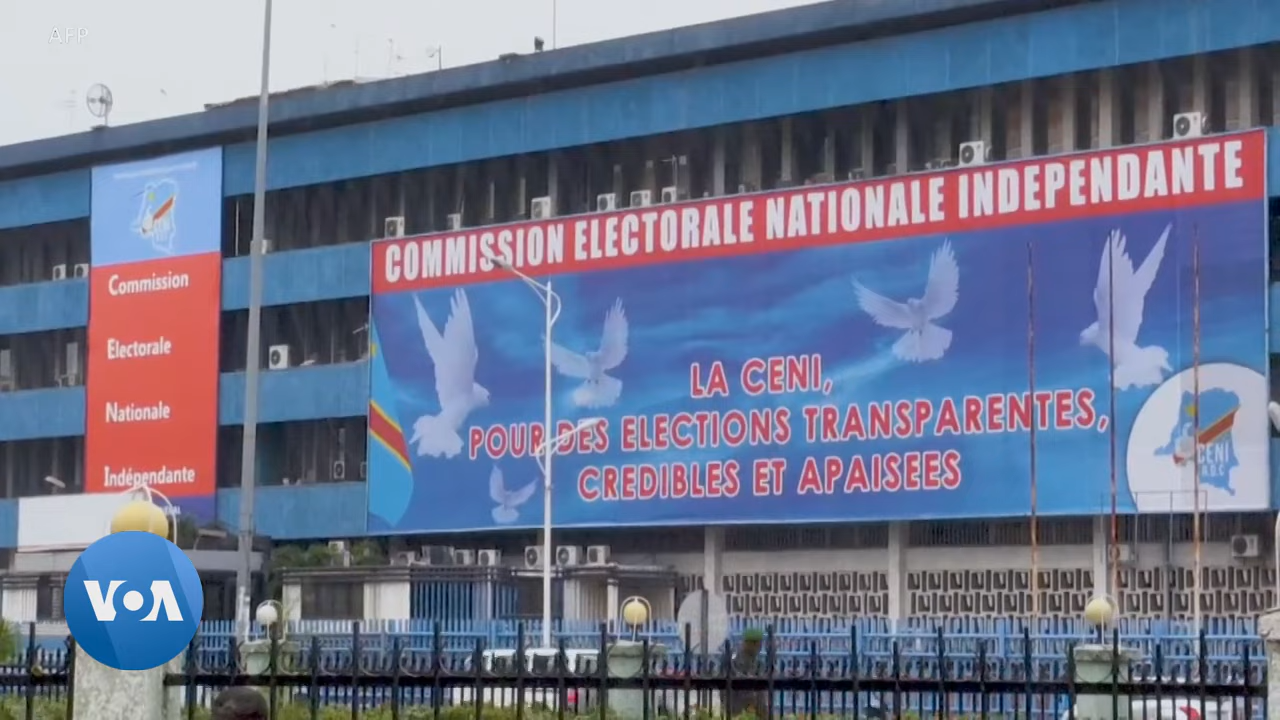 AFP
COMMISSION ELECTORALE NATIONALE INDEPENDANTE
LA CENI,
POUR DES ELECTIONS TRANSPARENTES,
CREDIBLES ET APAISEES
CENI
R.D.C
Commission
Electorale
Nationale
Indépendante
VOA